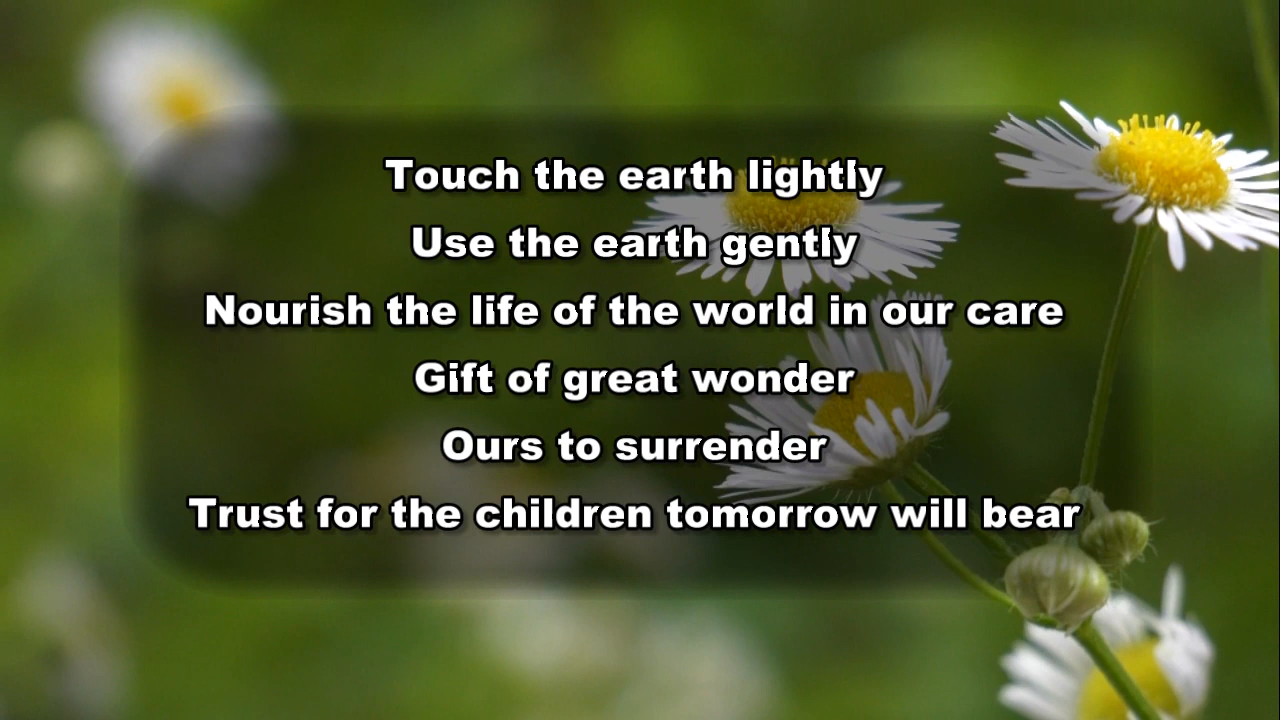 Touch the earth lightly
Use the earth gently
Nourish the life of the world in our care
Gift of great wonder
Ours to surrender
Trust for the children tomorrow will bear